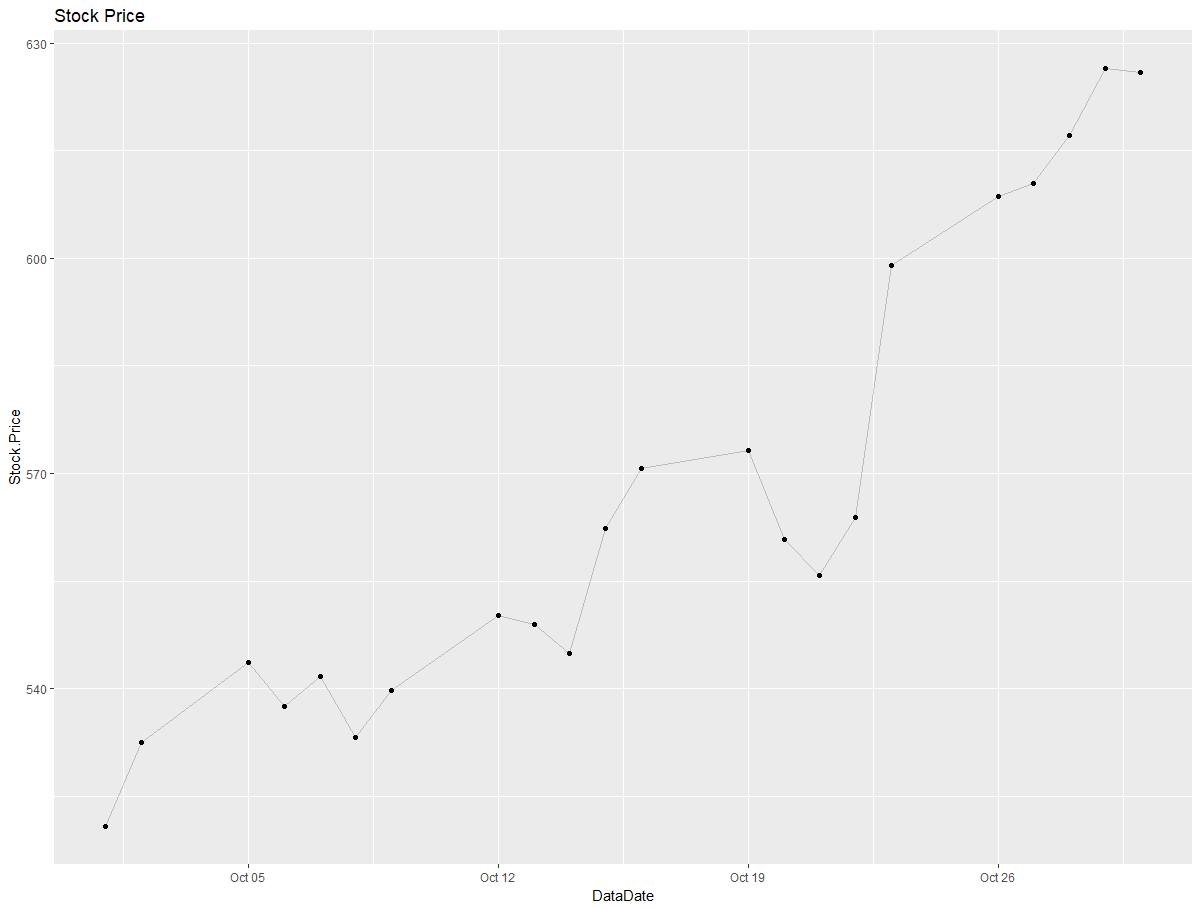 Stock Price
630
600
570
540
Stock.Price
Oct 05
Oct 12
Oct 19
Oct 26
DataDate